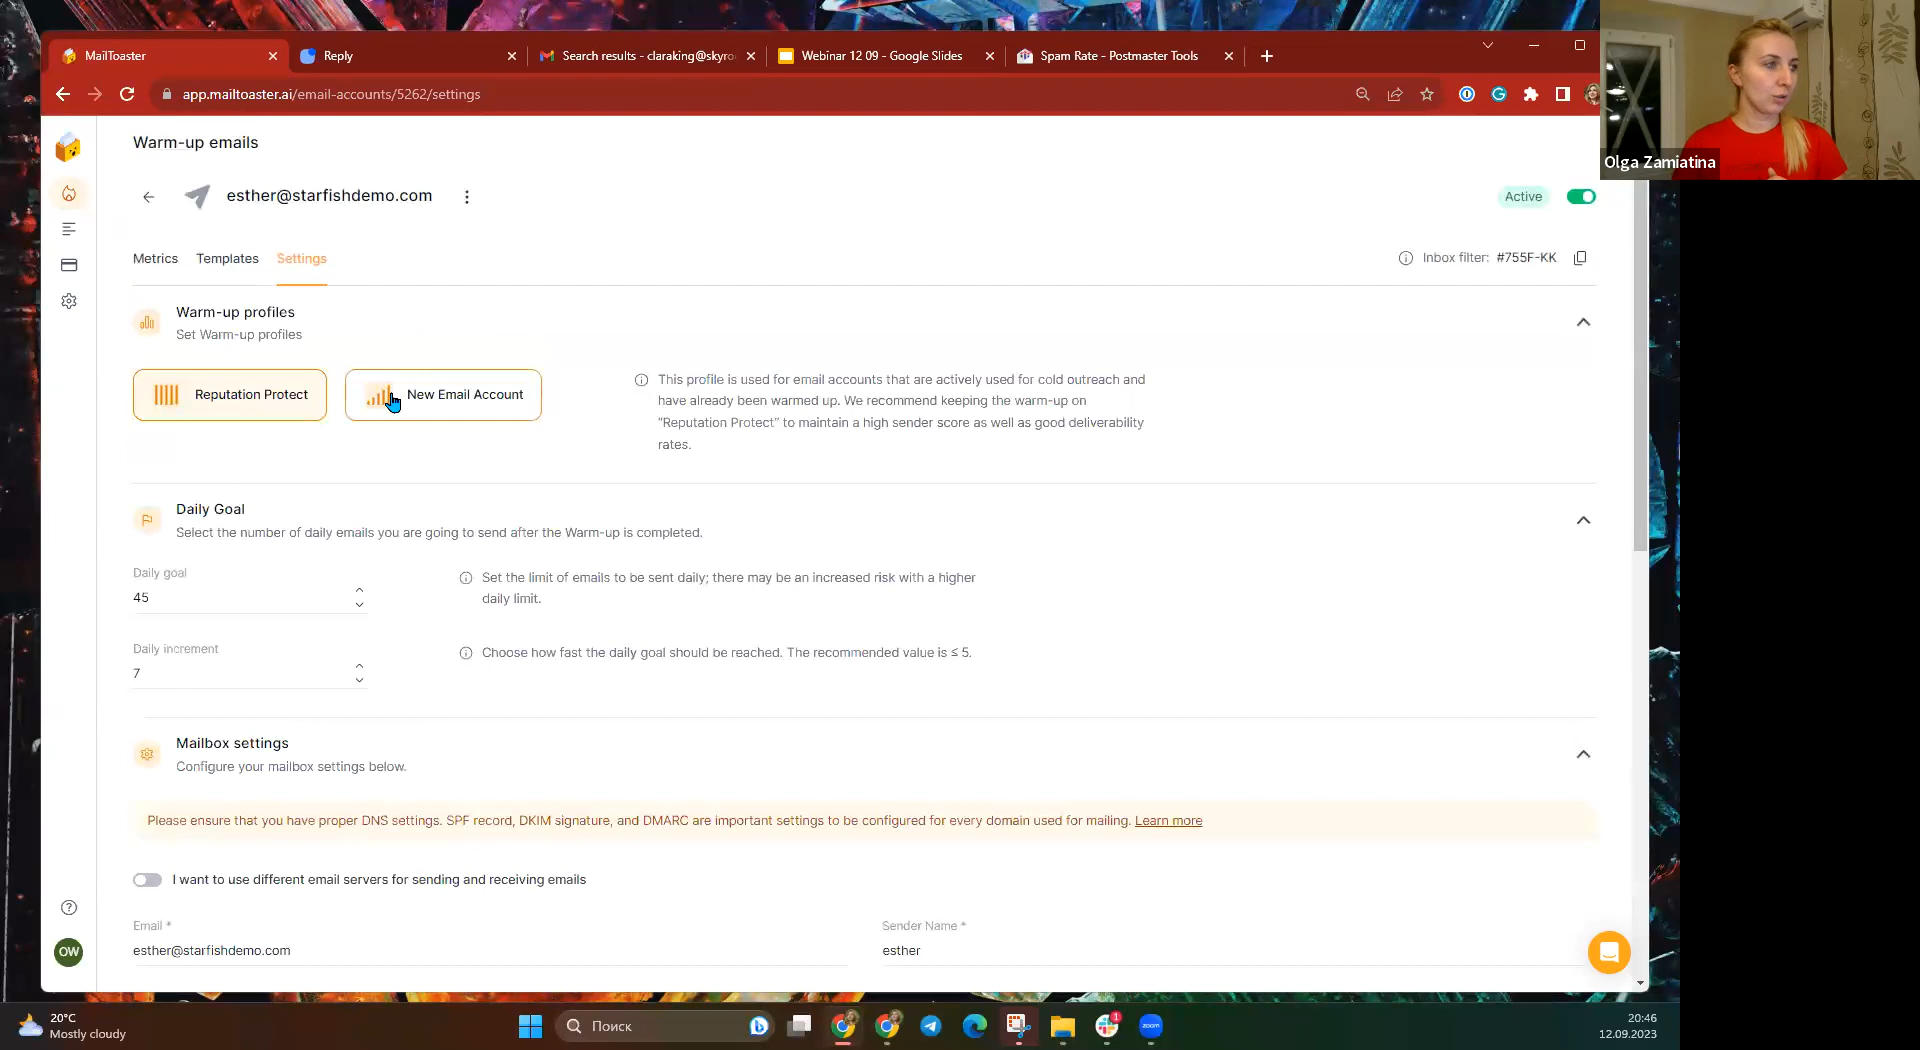 MailToaster
Reply
Search results - claraking@skyro
Webinar 12 09 - Google Slides
Spam Rate - Postmaster Tools
app.mailtoaster.ai/email-accounts/5262/settings
Olga Zamiatina
Warm-up emails
esther@starfishdemo.com
Active
Metrics
Templates
Settings
Inbox filter: #755F-KK
Warm-up profiles
Set Warm-up profiles
Reputation Protect
New Email Account
This profile is used for email accounts that are actively used for cold outreach and
have already been warmed up. We recommend keeping the warm-up on
"Reputation Protect" to maintain a high sender score as well as good deliverability
rates.
Daily Goal
Select the number of daily emails you are going to send after the Warm-up is completed.
Daily goal
45
Set the limit of emails to be sent daily; there may be an increased risk with a higher
daily limit.
Daily increment
7
Choose how fast the daily goal should be reached. The recommended value is ≤ 5.
Mailbox settings
Configure your mailbox settings below.
Please ensure that you have proper DNS settings. SPF record, DKIM signature, and DMARC are important settings to be configured for every domain used for mailing. Learn more
I want to use different email servers for sending and receiving emails
Email *
esther@starfishdemo.com
Sender Name *
esther
OW
20°C
Mostly cloudy
Поиск
1
zoom
20:46
12.09.2023